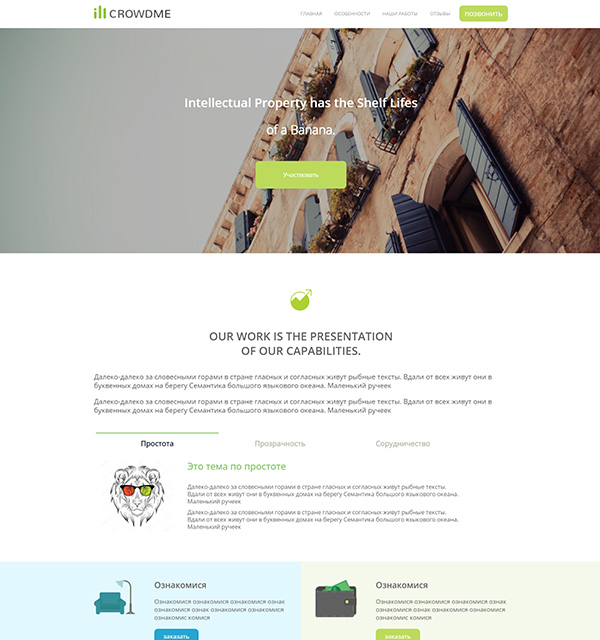 CROWDME
ГЛАВНАЯ ОСОБЕННОСТИ НАШИ РАБОТЫ ОТЗЫВЫ ПОЗВОНИТЬ
Intellectual Property has the Shelf Lifes
of a Banana.
Участвовать
OUR WORK IS THE PRESENTATION
OF OUR CAPABILITIES.
Далеко-далеко за словесными горами в стране гласных и согласных живут рыбные тексты. Вдали от всех живут они в
буквенных домах на берегу Семантика большого языкового океана. Маленький ручеек
Далеко-далеко за словесными горами в стране гласных и согласных живут рыбные тексты. Вдали от всех живут они в
буквенных домах на берегу Семантика большого языкового океана. Маленький ручеек
Простота Прозрачность Сорудничество
Это тема по простоте
Далеко-далеко за словесными горами в стране гласных и согласных живут рыбные тексты.
Вдали от всех живут они в буквенных домах на берегу Семантика большого языкового океана.
Маленький ручеек
Далеко-далеко за словесными горами в стране гласных и согласных живут рыбные тексты.
Вдали от всех живут они в буквенных домах на берегу Семантика большого языкового океана.
Маленький ручеек
Ознакомися
Ознакомися ознакомися ознакомися ознак
ознакомися ознак ознакомися ознакомися
ознакомис комися
заказать
Ознакомися
Ознакомися ознакомися ознакомися ознак
ознакомися ознак ознакомися ознакомися
ознакомис комися
заказать